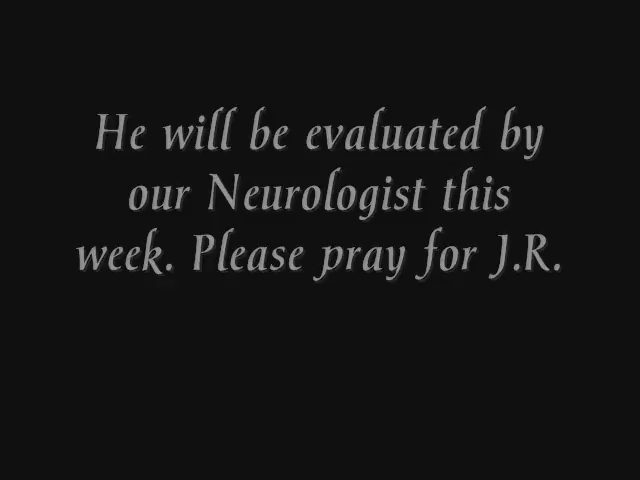 He will be evaluated by
our Neurologist this
week. Please pray for J.R.